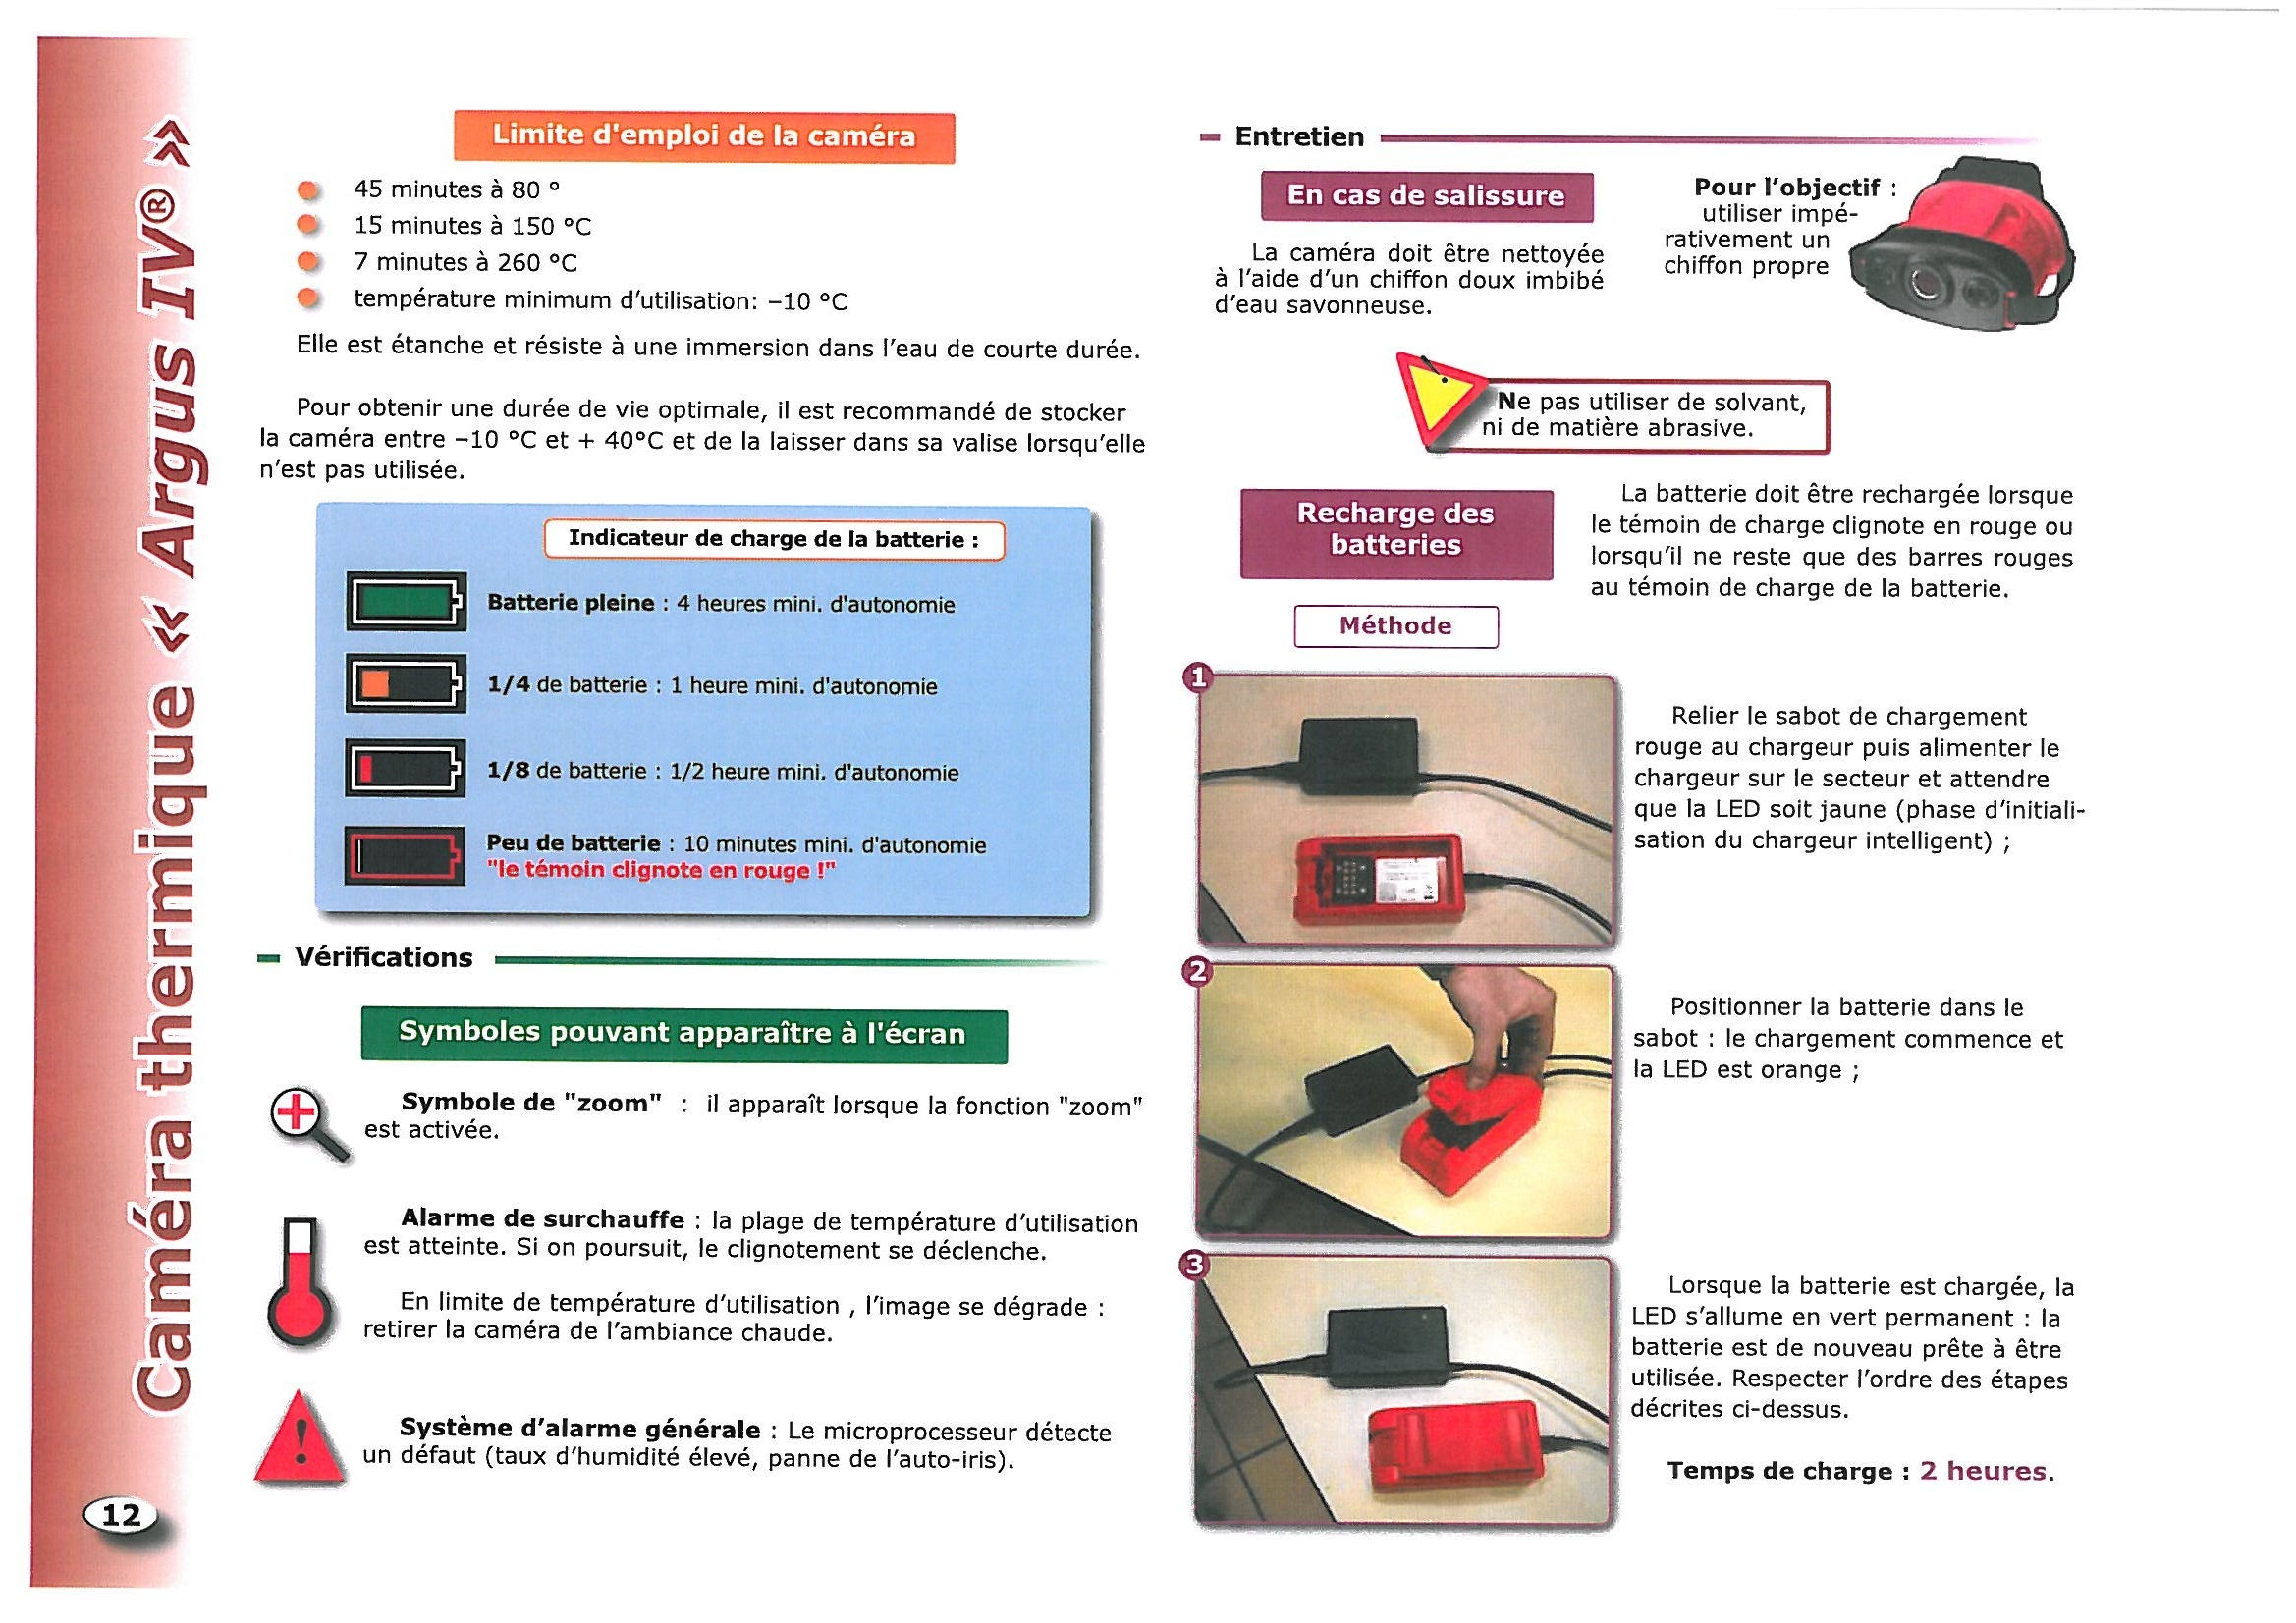 Caméra thermique « Argus IV® »
12
Limite d'emploi de la caméra
45 minutes à 80 °
15 minutes à 150 °C
7 minutes à 260 °C
température minimum d’utilisation: –10 °C
Elle est étanche et résiste à une immersion dans l’eau de courte durée.
Pour obtenir une durée de vie optimale, il est recommandé de stocker
la caméra entre –10 °C et + 40°C et de la laisser dans sa valise lorsqu’elle
n’est pas utilisée.
Indicateur de charge de la batterie :
Batterie pleine : 4 heures mini. d'autonomie
1/4 de batterie : 1 heure mini. d'autonomie
1/8 de batterie : 1/2 heure mini. d'autonomie
Peu de batterie : 10 minutes mini. d'autonomie
"le témoin clignote en rouge !"
Vérifications
Symboles pouvant apparaître à l'écran
Symbole de "zoom" : il apparaît lorsque la fonction "zoom"
est activée.
Alarme de surchauffe : la plage de température d’utilisation
est atteinte. Si on poursuit, le clignotement se déclenche.
En limite de température d’utilisation , l’image se dégrade :
retirer la caméra de l’ambiance chaude.
Système d’alarme générale : Le microprocesseur détecte
un défaut (taux d’humidité élevé, panne de l’auto-iris).
Entretien
En cas de salissure
La caméra doit être nettoyée
à l’aide d’un chiffon doux imbibé
d’eau savonneuse.
Pour l’objectif :
utiliser impé-
rativement un
chiffon propre
Ne pas utiliser de solvant,
ni de matière abrasive.
Recharge des
batteries
La batterie doit être rechargée lorsque
le témoin de charge clignote en rouge ou
lorsqu’il ne reste que des barres rouges
au témoin de charge de la batterie.
Méthode
1
Relier le sabot de chargement
rouge au chargeur puis alimenter le
chargeur sur le secteur et attendre
que la LED soit jaune (phase d’initiali-
sation du chargeur intelligent) ;
2
Positionner la batterie dans le
sabot : le chargement commence et
la LED est orange ;
3
Lorsque la batterie est chargée, la
LED s’allume en vert permanent : la
batterie est de nouveau prête à être
utilisée. Respecter l’ordre des étapes
décrites ci-dessus.
Temps de charge : 2 heures.